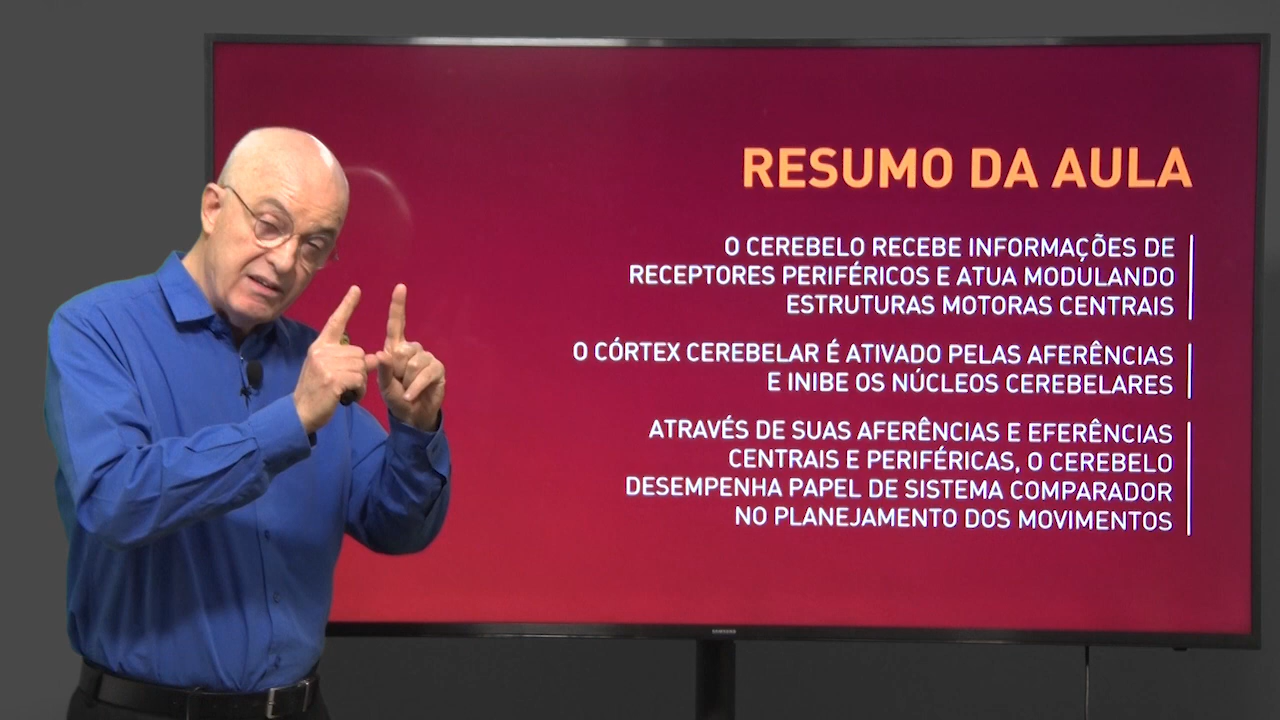 RESUMO DA AULA
O CEREBELO RECEBE INFORMAÇÕES DE
RECEPTORES PERIFÉRICOS E ATUA MODULANDO
ESTRUTURAS MOTORAS CENTRAIS
O CÓRTEX CEREBELAR É ATIVADO PELAS AFERÊNCIAS
E INIBE OS NÚCLEOS CEREBELARES
ATRAVÉS DE SUAS AFERÊNCIAS E EFERÊNCIAS
CENTRAIS E PERIFÉRICAS, O CEREBELO
DESEMPENHA PAPEL DE SISTEMA COMPARADOR
NO PLANEJAMENTO DOS MOVIMENTOS
SAMSUNG